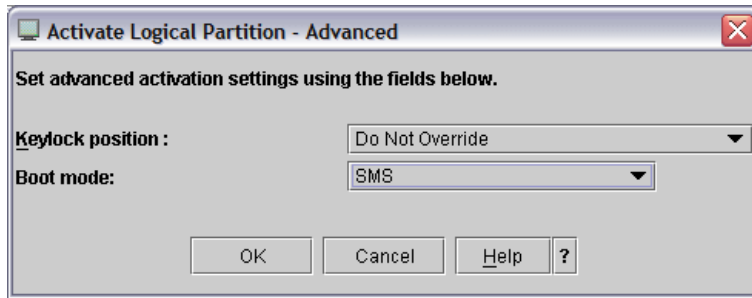 Activate Logical Partition - Advanced
Set advanced activation settings using the fields below.
Keylock position : Do Not Override
Boot mode: SMS
OK Cancel Help ?